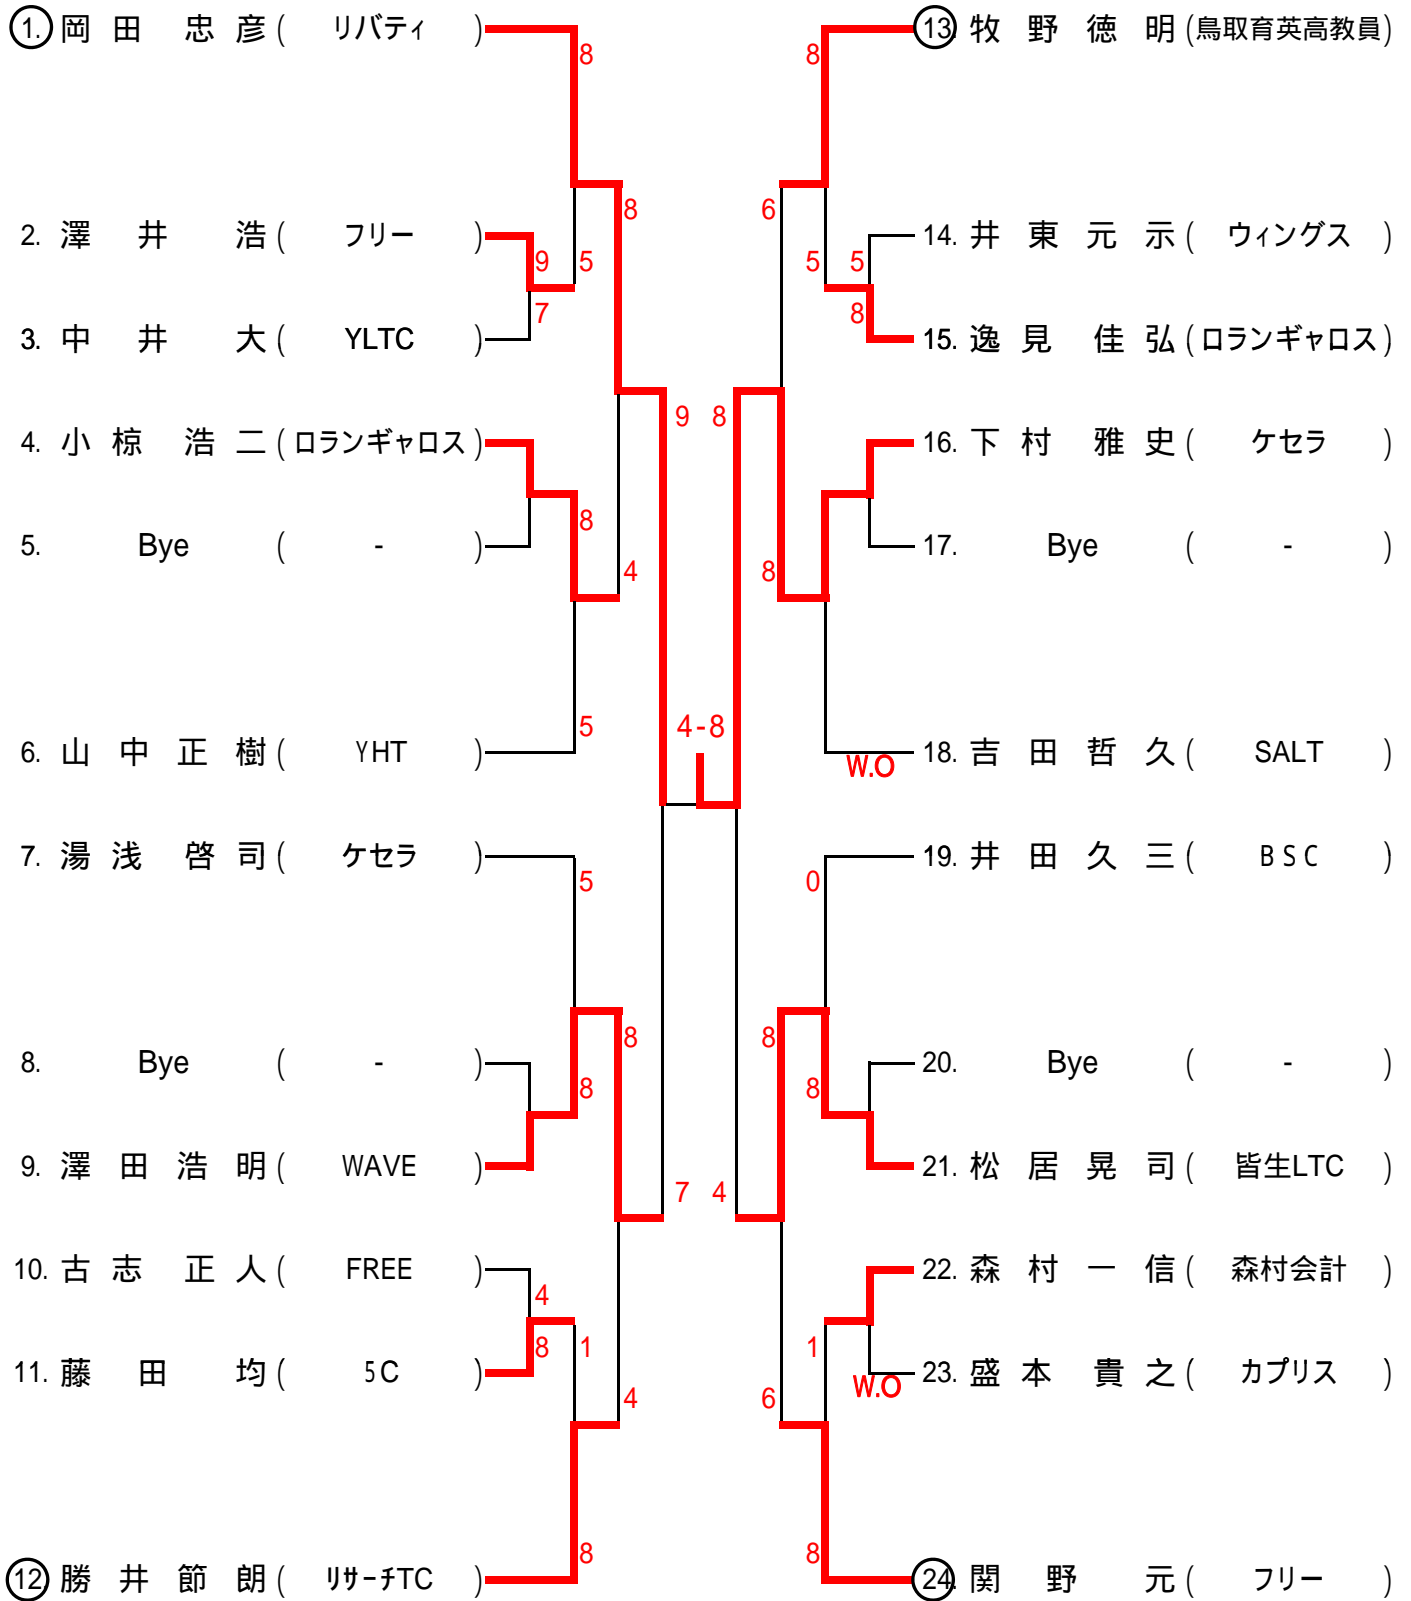 1. 岡田 忠彦 ( リバティ ) 13. 牧野徳明 (鳥取育英高教員)
8 8
8 6
2. 澤井 浩 ( フリー ) 14. 井東元示 ( ウィングス )
9 5 5 5
7 8
3. 中井 大 ( YLTC ) 15. 逸見 佳弘 (ロランギャロス)
9 8
4. 小椋 浩二 (ロランギャロス) 16. 下村 雅史 ( ケセラ )
8
5. Bye ( - ) 17. Bye ( - )
4 8
5 4-8
6. 山中正樹 ( YHT ) W.O 18. 吉田哲久 ( SALT )
7. 湯浅 啓司 ( ケセラ ) 19. 井田久三 ( BSC )
5 0
8 8
8. Bye ( - ) 20. Bye ( - )
8 8
9. 澤田浩明 ( WAVE ) 21. 松居晃司 ( 皆生LTC )
7 4
10. 古志 正人 ( FREE ) 22. 森村一信 ( 森村会計 )
4
8 1 1
11. 藤田 均 ( 5C ) W.O 23. 盛本 貴之 ( カプリス )
4 6
8 8
12 勝井節朗 ( リサーチTC ) 24. 関野 元 ( フリー )